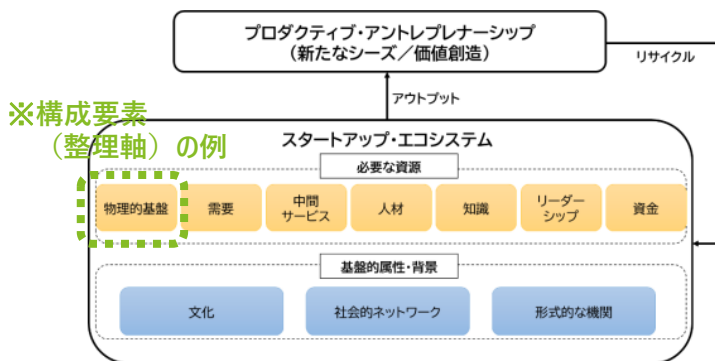 プロダクティブ・アントレプレナーシップ
（新たなシーズ／価値創造）
リサイクル
アウトプット
※構成要素
（整理軸）の例
スタートアップ・エコシステム
必要な資源
物理的基盤
需要
中間
サービス
人材
知識
リーダー
シップ
資金
基盤的属性・背景
文化
社会的ネットワーク
形式的な機関